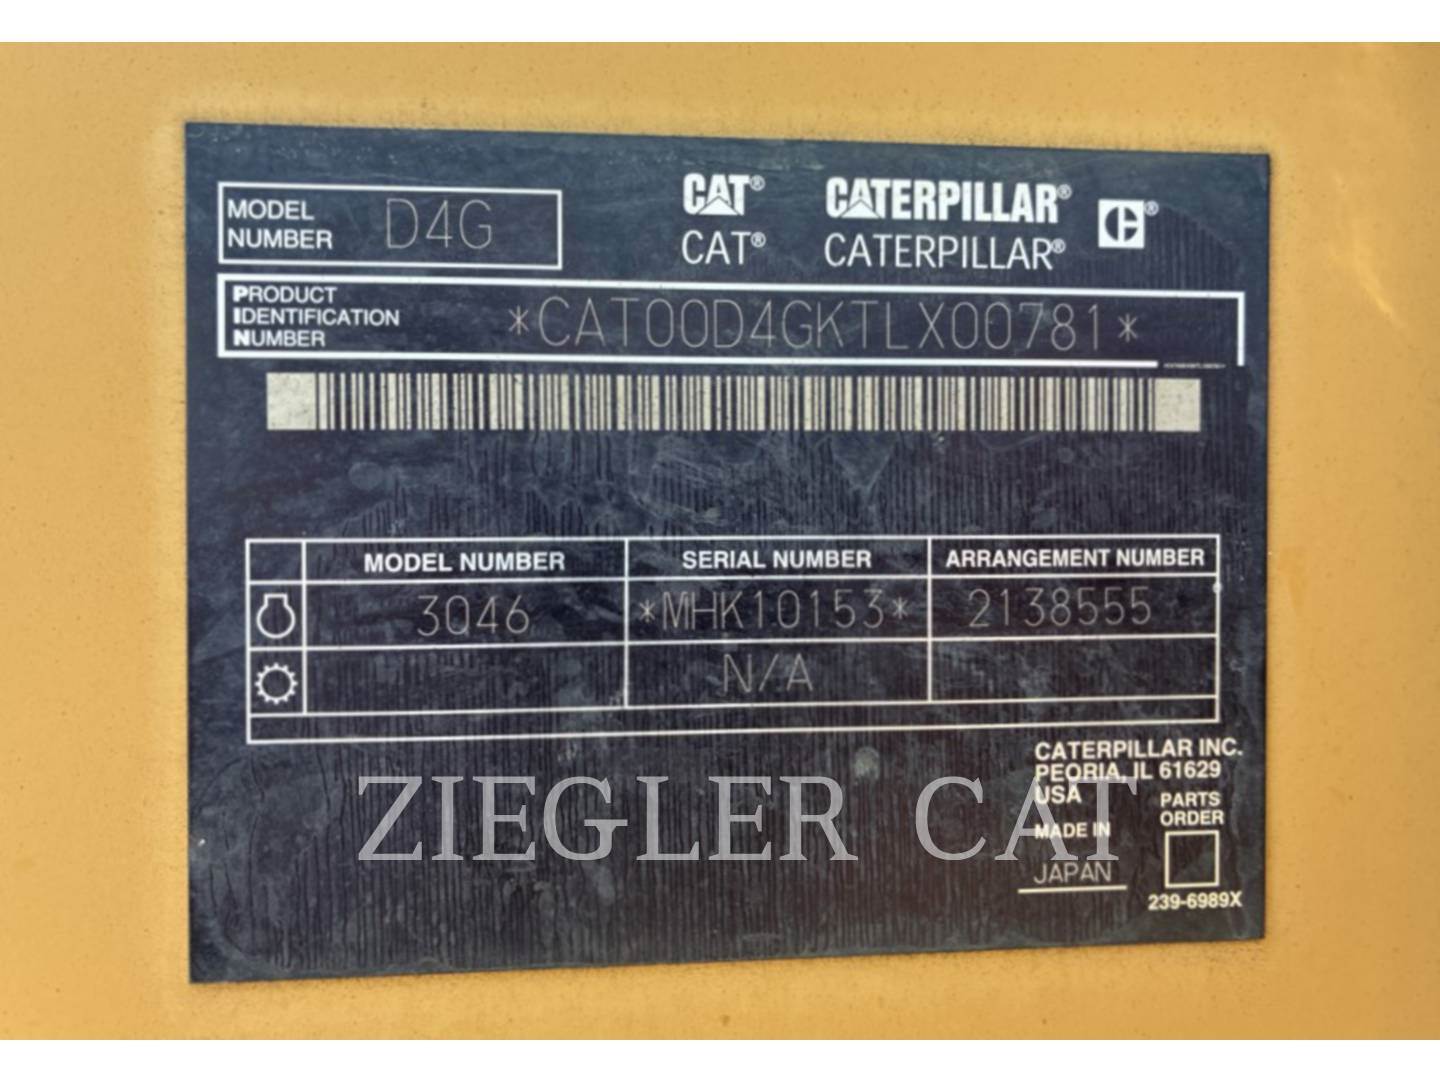 MODEL NUMBER D4G
CAT® CATERPILLAR® ®
CAT® CATERPILLAR®
PRODUCT
IDENTIFICATION
NUMBER
*CAT00D4GKTLX00781*
MODEL NUMBER SERIAL NUMBER ARRANGEMENT NUMBER
3046 *MHK10153* 2138555
N/A
CATERPILLAR INC.
PEORIA, IL 61629
USA
PARTS
ORDER
MADE IN
JAPAN
239-6989X
ZIEGLER CAT